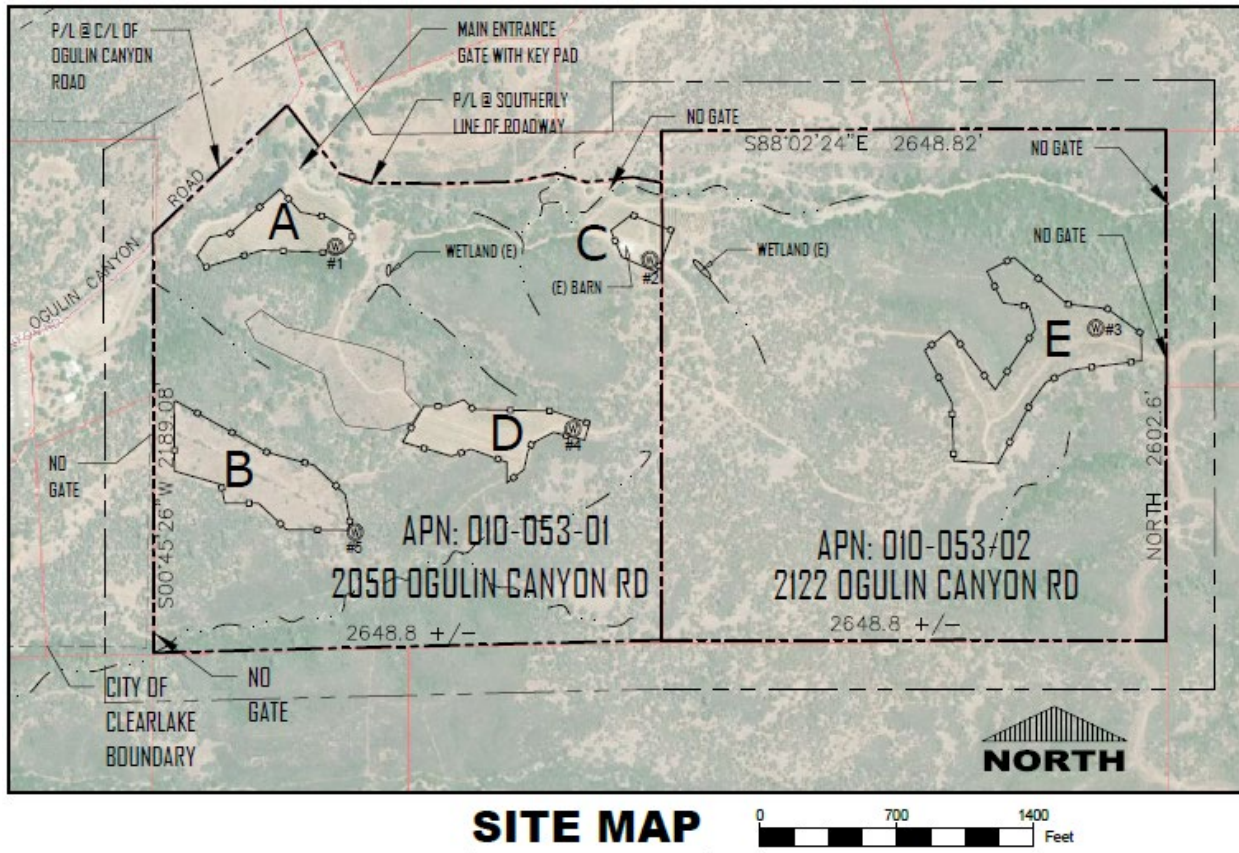 P/L @ C/L OF
OGULIN CANYON
ROAD
MAIN ENTRANCE
GATE WITH KEY PAD
P/L @ SOUTHERLY
LINE OF ROADWAY
NO GATE
S88°02'24"E 2648.82'
NO GATE
ROAD
OGULIN CANYON
A
#1
WETLAND (E)
C
#2
(E) BARN
WETLAND (E)
NO GATE
E
#3
W
W
W
W
W
NO
GATE
S00°45'26"W 2189.08'
B
D
NORTH 2602.6'
APN: 010-053-01
2050 OGULIN CANYON RD
2648.8 +/-
APN: 010-053-02
2122 OGULIN CANYON RD
2648.8 +/-
CITY OF
CLEARLAKE
BOUNDARY
NO
GATE
NORTH
SITE MAP
0 700 1400
Feet